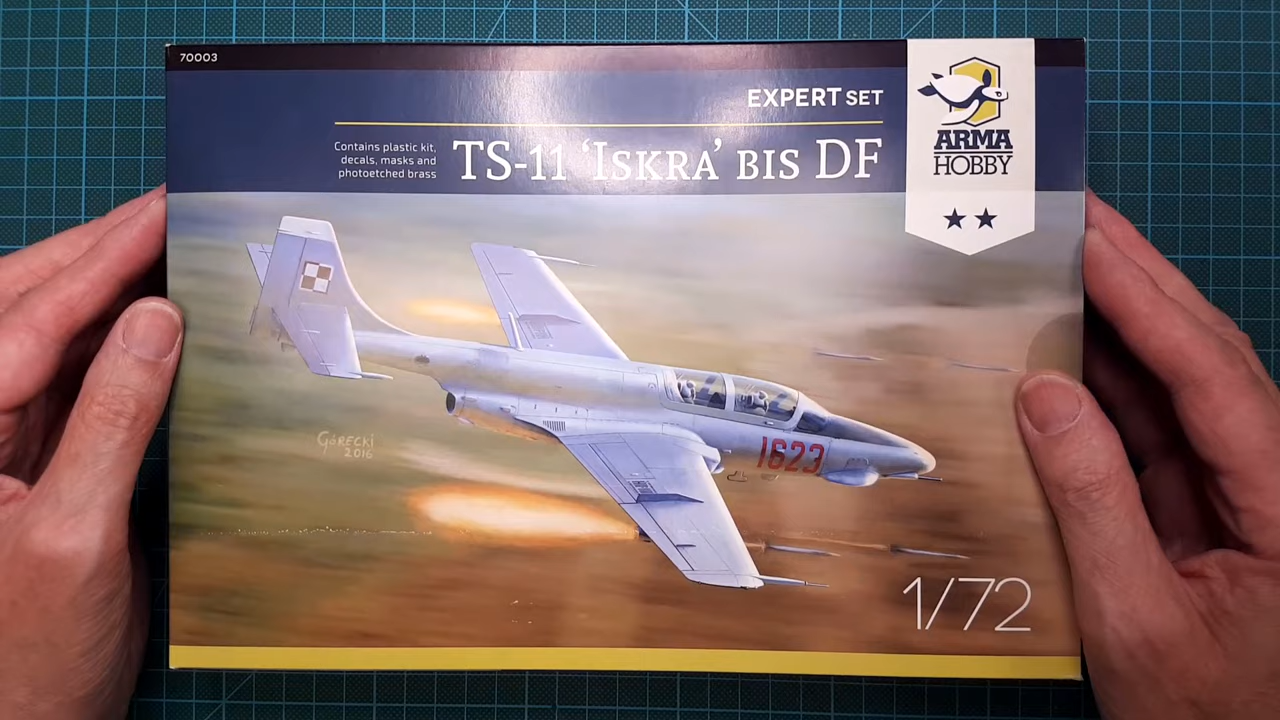 70003
EXPERT SET
Contains plastic kit,
decals, masks and
photoetched brass
TS-11 'Iskra' bis DF
ARMA
HOBBY
1623
Górecki
2016
1/72